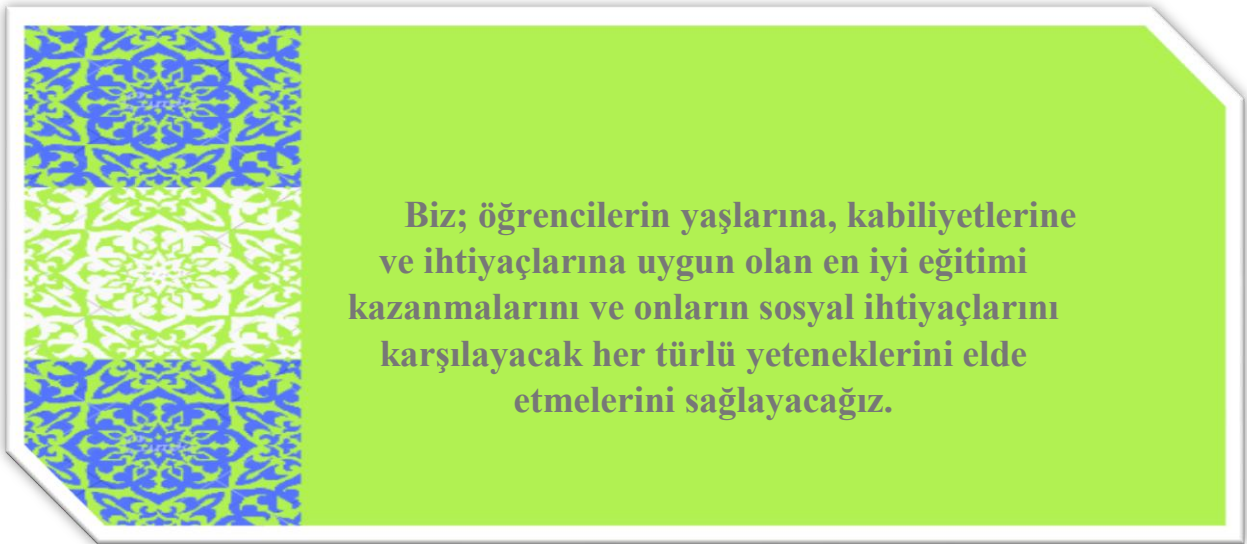 Biz; öğrencilerin yaşlarına, kabiliyetlerine
ve ihtiyaçlarına uygun olan en iyi eğitimi
kazanmalarını ve onların sosyal ihtiyaçlarını
karşılayacak her türlü yeteneklerini elde
etmelerini sağlayacağız.